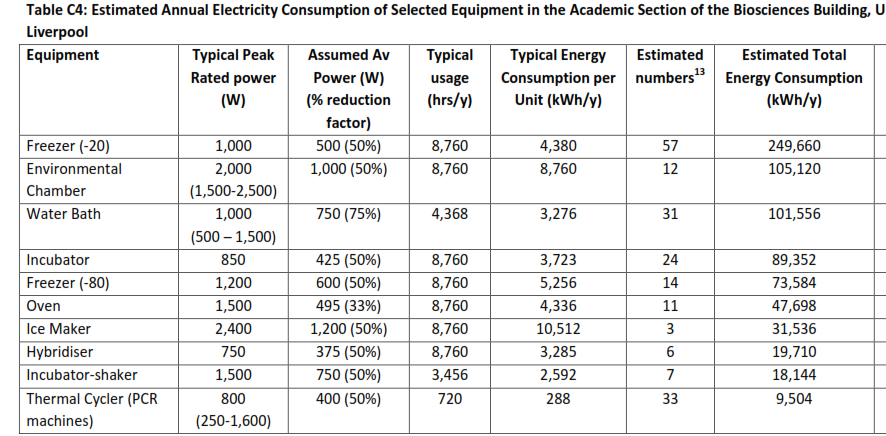 Table C4: Estimated Annual Electricity Consumption of Selected Equipment in the Academic Section of the Biosciences Building, U
Liverpool
Equipment Typical Peak Rated power (W) Assumed Av Power (W) (% reduction factor) Typical usage (hrs/y) Typical Energy Consumption per Unit (kWh/y) Estimated numbers13 Estimated Total Energy Consumption (kWh/y)
Freezer (-20) 1,000 500 (50%) 8,760 4,380 57 249,660
Environmental Chamber 2,000 (1,500-2,500) 1,000 (50%) 8,760 8,760 12 105,120
Water Bath 1,000 (500 – 1,500) 750 (75%) 4,368 3,276 31 101,556
Incubator 850 425 (50%) 8,760 3,723 24 89,352
Freezer (-80) 1,200 600 (50%) 8,760 5,256 14 73,584
Oven 1,500 495 (33%) 8,760 4,336 11 47,698
Ice Maker 2,400 1,200 (50%) 8,760 10,512 3 31,536
Hybridiser 750 375 (50%) 8,760 3,285 6 19,710
Incubator-shaker 1,500 750 (50%) 3,456 2,592 7 18,144
Thermal Cycler (PCR machines) 800 (250-1,600) 400 (50%) 720 288 33 9,504